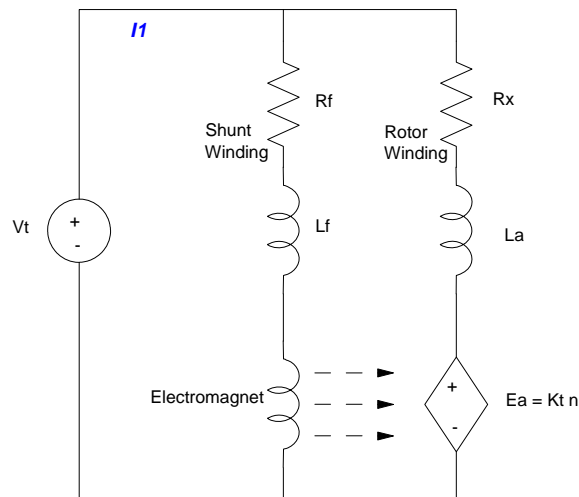 I1
Rf
Rx
Shunt
Winding
Rotor
Winding
Vt
+
-
Lf
La
Electromagnet
+
-
Ea = Kt n